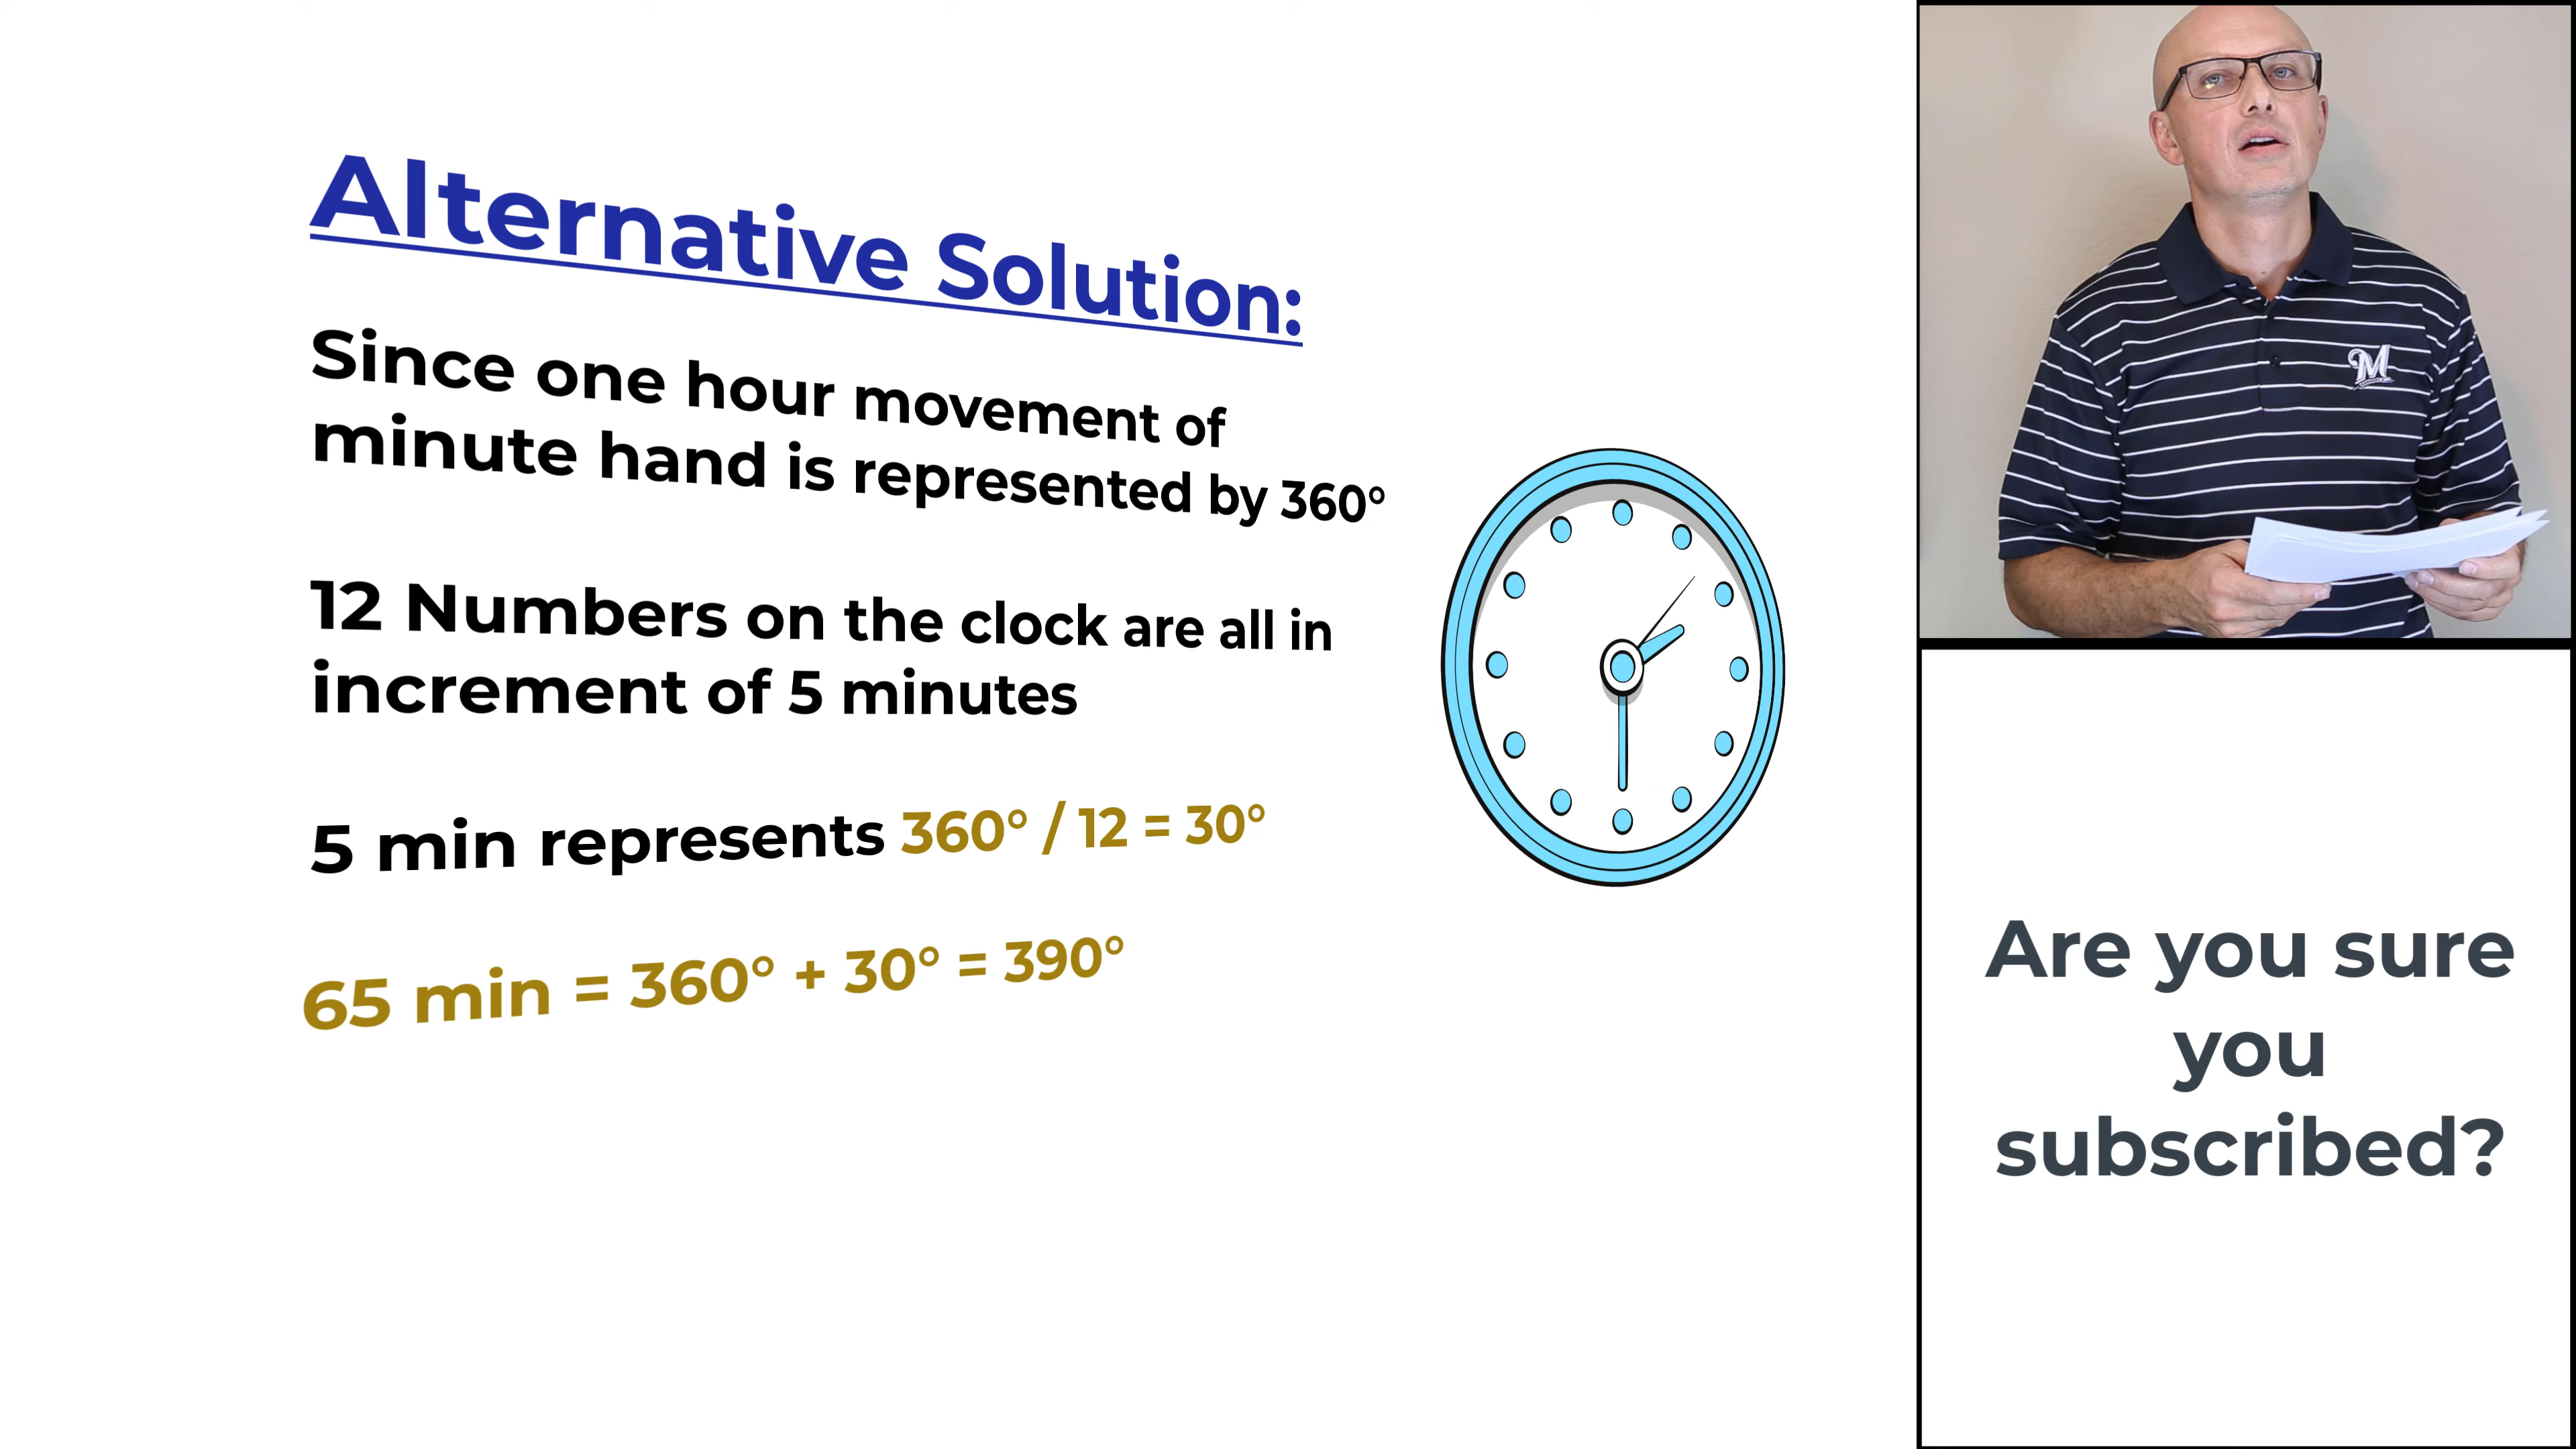 Alternative Solution:
Since one hour movement of
minute hand is represented by 360°
12 Numbers on the clock are all in
increment of 5 minutes
5 min represents 360° / 12 = 30°
65 min = 360° + 30° = 390°
M
Are you sure
you
subscribed?